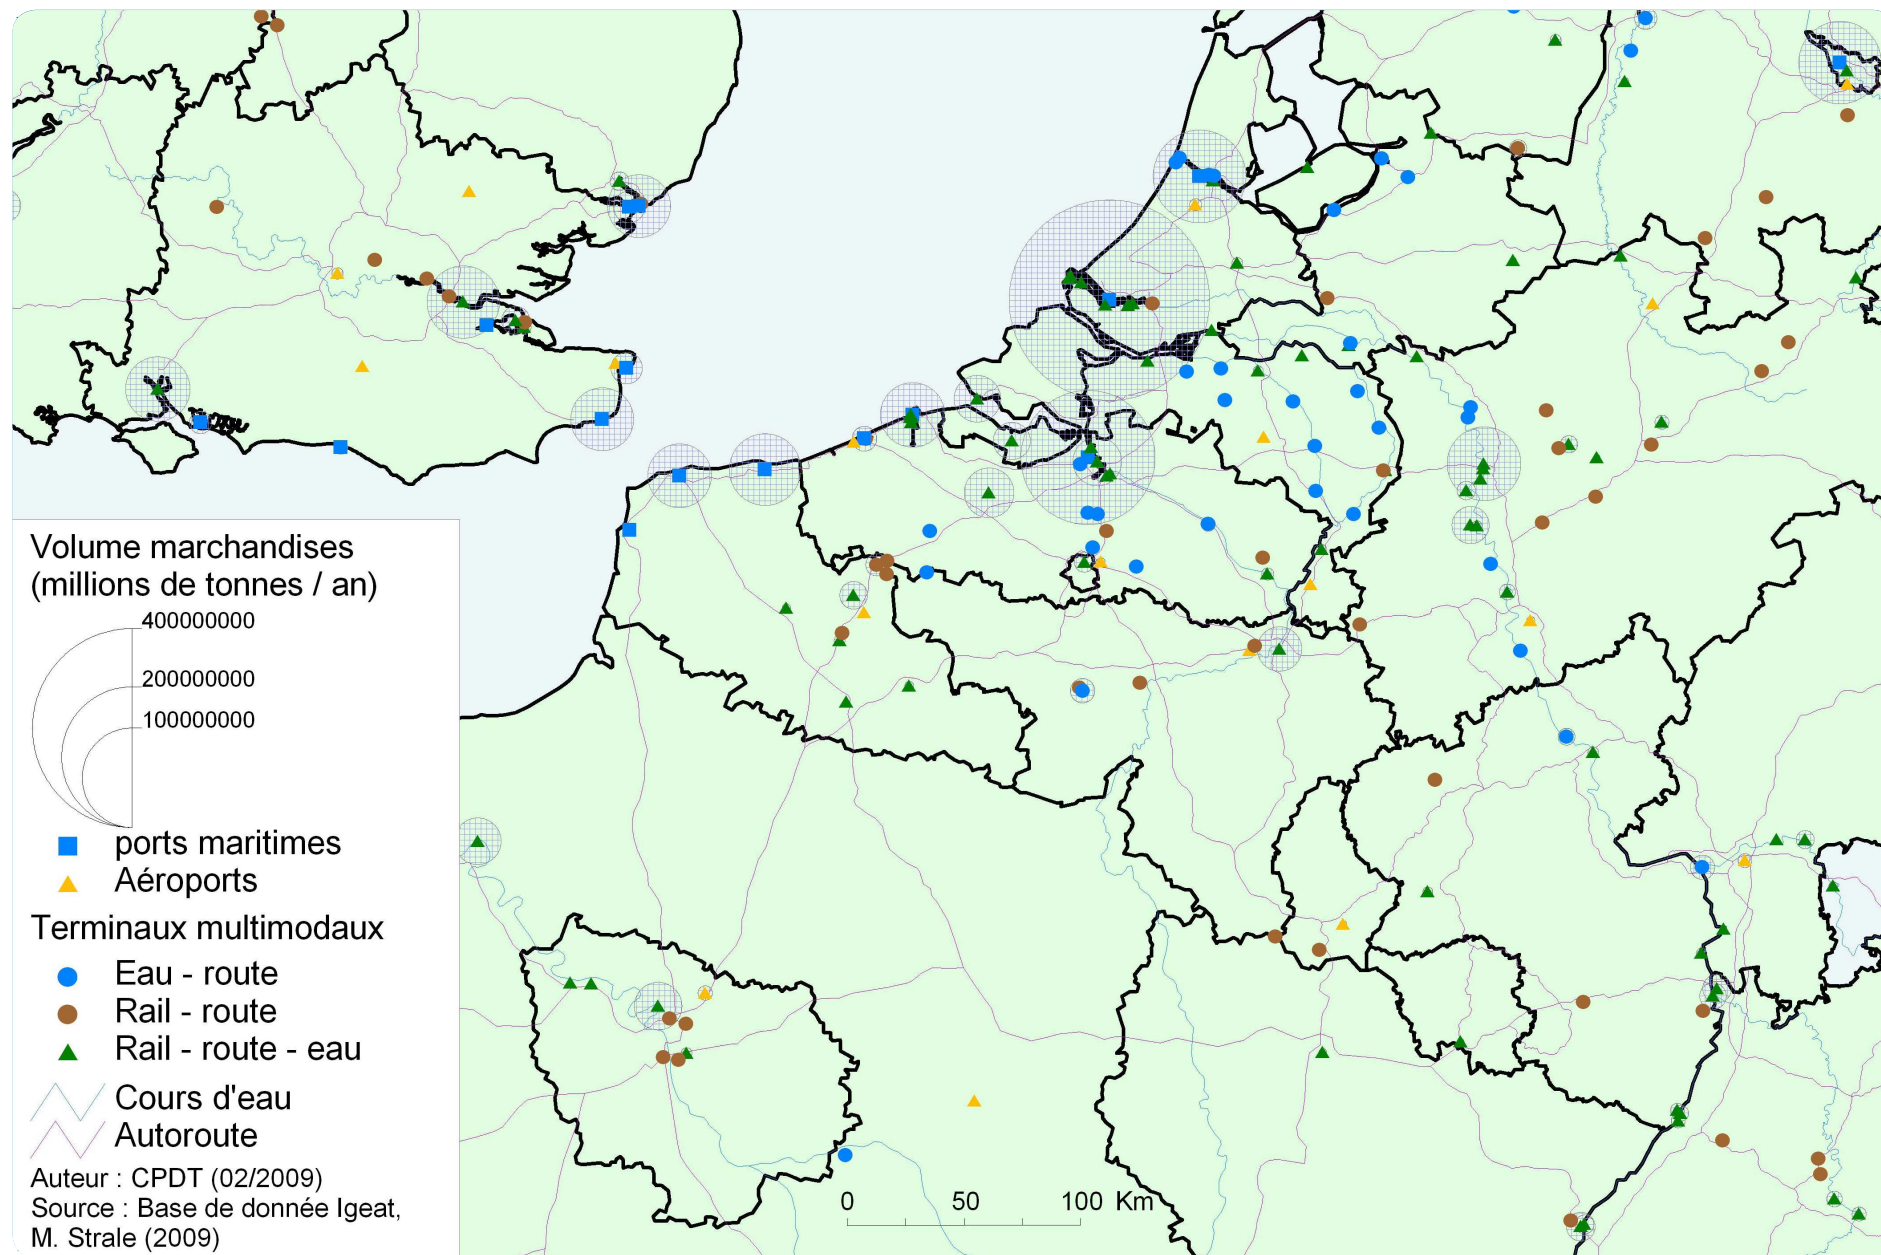 Volume marchandises
(millions de tonnes / an)
400000000
200000000
100000000
ports maritimes
Aéroports
Terminaux multimodaux
Eau - route
Rail - route
Rail - route - eau
Cours d'eau
Autoroute
Auteur : CPDT (02/2009)
Source : Base de donnée Igeat,
M. Strale (2009)
0 50 100 Km